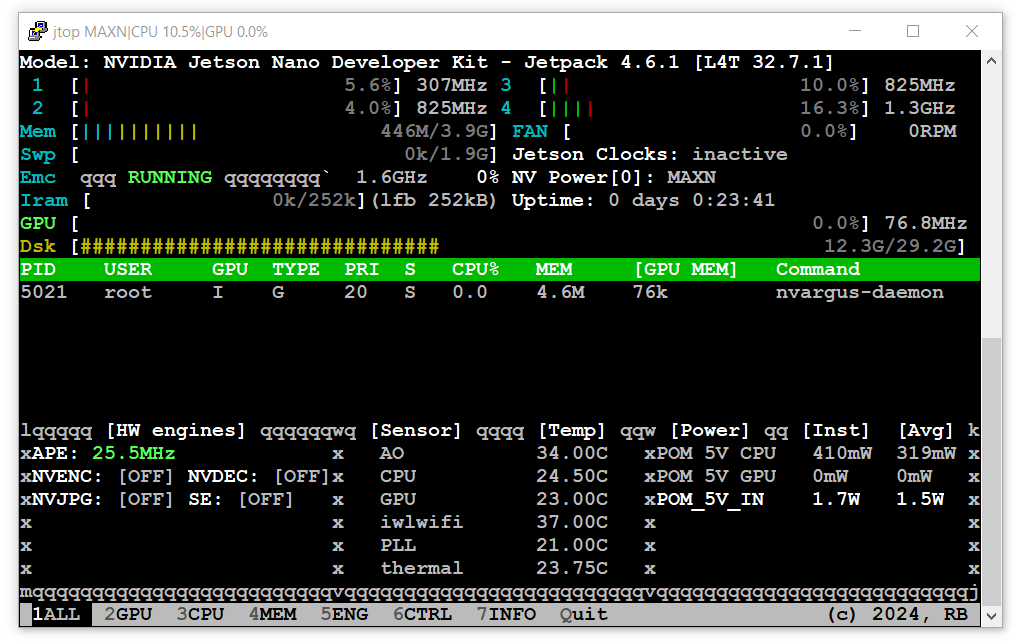 jtop MAXN|CPU 10.5%|GPU 0.0%
Model: NVIDIA Jetson Nano Developer Kit - Jetpack 4.6.1 [L4T 32.7.1]
1 [| 5.6%] 307MHz 3 [|| 10.0%] 825MHz
2 [| 4.0%] 825MHz 4 [|||| 16.3%] 1.3GHz
Mem [|||||||||| 446M/3.9G] FAN [ 0.0%] 0RPM
Swp [ 0k/1.9G] Jetson Clocks: inactive
Emc qqq RUNNING qqqqqqqq` 1.6GHz 0% NV Power[0]: MAXN
Iram [ 0k/252k](lfb 252kB) Uptime: 0 days 0:23:41
GPU [ 0.0%] 76.8MHz
Dsk [############################## 12.3G/29.2G]
PID USER GPU TYPE PRI S CPU% MEM [GPU MEM] Command
5021 root I G 20 S 0.0 4.6M 76k nvargus-daemon
lqqqqq [HW engines] qqqqqqwq [Sensor] qqqq [Temp] qqw [Power] qq [Inst] [Avg] k
xAPE: 25.5MHz x AO 34.00C xPOM 5V CPU 410mW 319mW x
xNVENC: [OFF] NVDEC: [OFF]x CPU 24.50C xPOM 5V GPU 0mW 0mW x
xNVJPG: [OFF] SE: [OFF] x GPU 23.00C xPOM_5V_IN 1.7W 1.5W x
x x iwlwifi 37.00C x x
x x PLL 21.00C x x
x x thermal 23.75C x x
mqqqqqqqqqqqqqqqqqqqqqqqqqvqqqqqqqqqqqqqqqqqqqqqqqqqvqqqqqqqqqqqqqqqqqqqqqqqqqqj
1ALL 2GPU 3CPU 4MEM 5ENG 6CTRL 7INFO Quit (c) 2024, RB